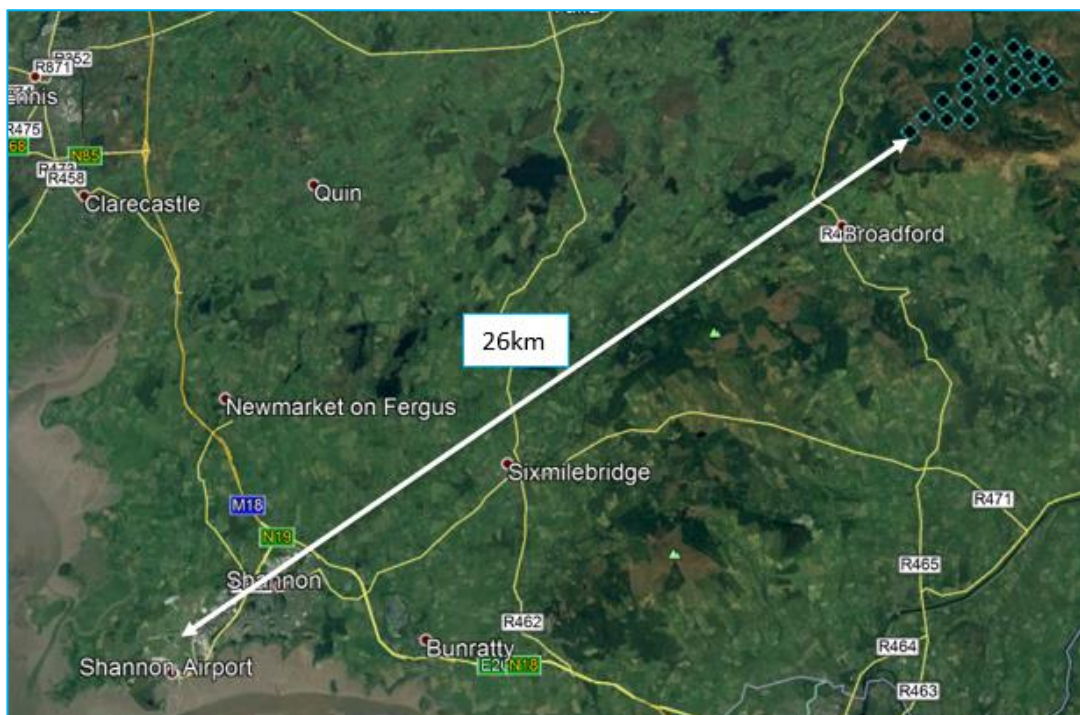 R352
R871
R475
N85
R458
Clarecastle
Quin
Broadford
26km
Newmarket on Fergus
Sixmilebridge
M18
R471
N19
Shannon
R465
R462
Bunratty
Shannon Airport
N18
R464
R463